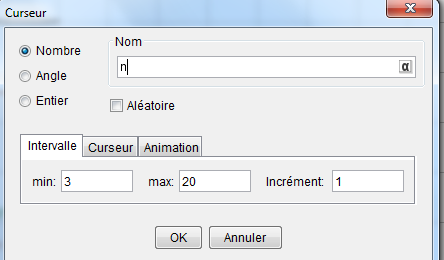 Curseur
Nombre
Angle
Entier
Nom
n
α
Aléatoire
Intervalle Curseur Animation
min: 3 max: 20 Incrément: 1
OK Annuler